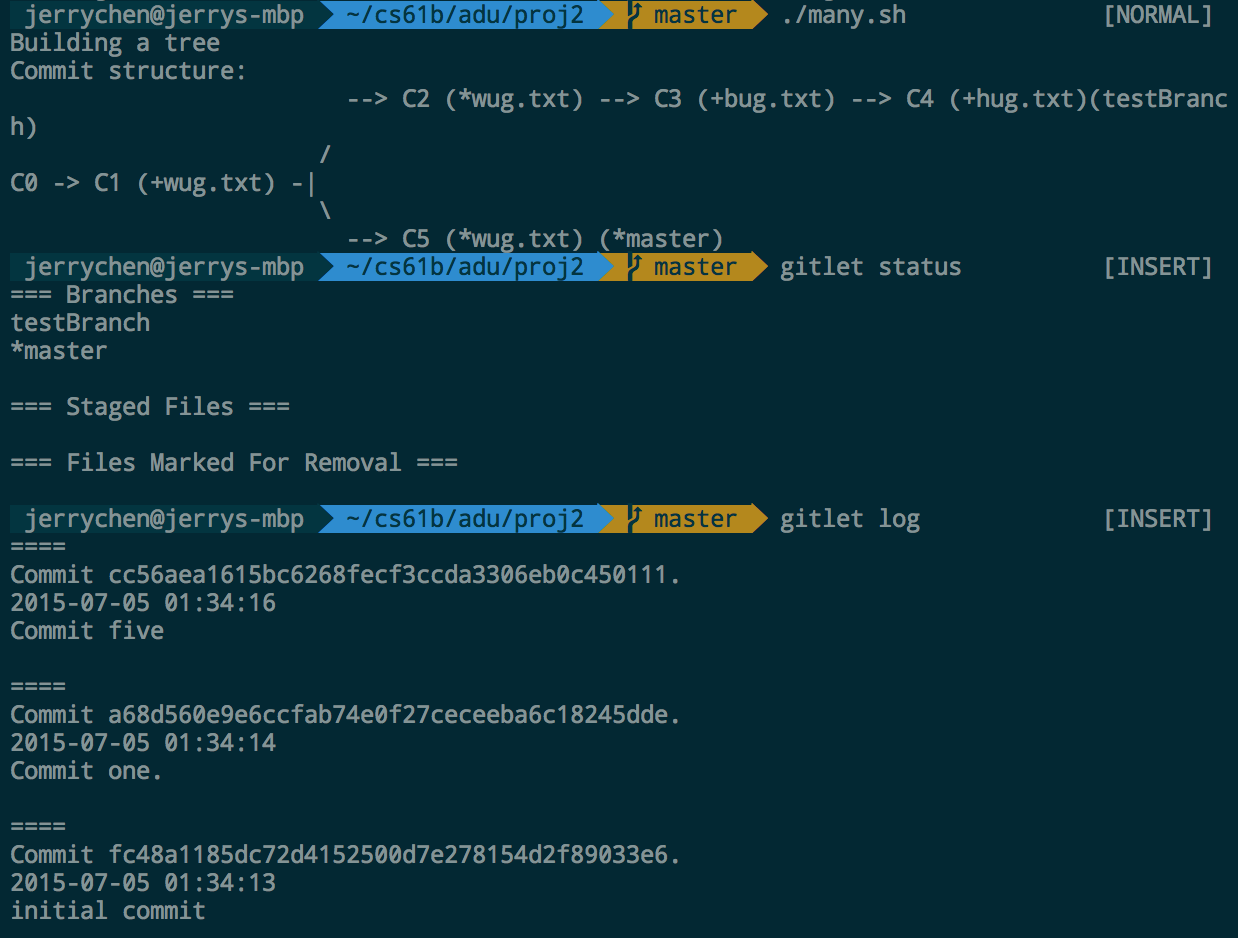 jerrychen@jerrys-mbp ~/cs61b/adu/proj2 master ./many.sh [NORMAL]
Building a tree
Commit structure:
--> C2 (*wug.txt) --> C3 (+bug.txt) --> C4 (+hug.txt)(testBranc
h)
/
C0 -> C1 (+wug.txt) -|
\
--> C5 (*wug.txt) (*master)
jerrychen@jerrys-mbp ~/cs61b/adu/proj2 master gitlet status [INSERT]
=== Branches ===
testBranch
*master
=== Staged Files ===
=== Files Marked For Removal ===
jerrychen@jerrys-mbp ~/cs61b/adu/proj2 master gitlet log [INSERT]
====
Commit cc56aea1615bc6268fecf3ccda3306eb0c450111.
2015-07-05 01:34:16
Commit five
====
Commit a68d560e9e6ccfab74e0f27ceceeba6c18245dde.
2015-07-05 01:34:14
Commit one.
====
Commit fc48a1185dc72d4152500d7e278154d2f89033e6.
2015-07-05 01:34:13
initial commit